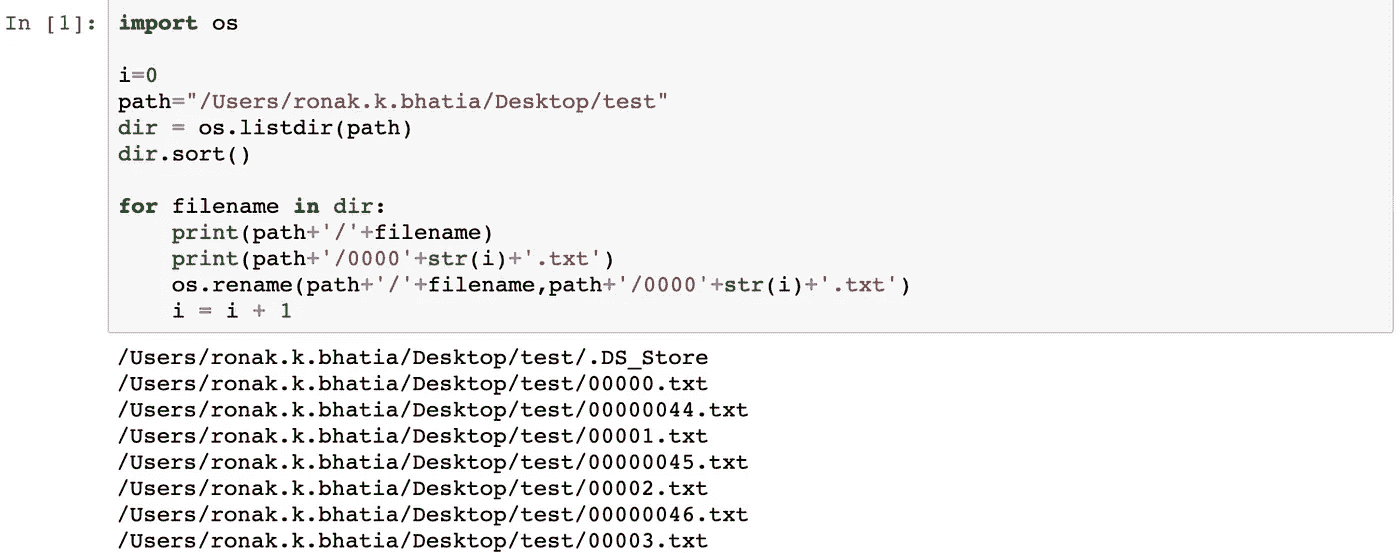 In [1]: import os
i=0
path="/Users/ronak.k.bhatia/Desktop/test"
dir = os.listdir(path)
dir.sort()
for filename in dir:
    print(path+'/'+filename)
    print(path+'/0000'+str(i)+'.txt')
    os.rename(path+'/'+filename,path+'/0000'+str(i)+'.txt')
    i = i + 1
/Users/ronak.k.bhatia/Desktop/test/.DS_Store
/Users/ronak.k.bhatia/Desktop/test/00000.txt
/Users/ronak.k.bhatia/Desktop/test/00000044.txt
/Users/ronak.k.bhatia/Desktop/test/00001.txt
/Users/ronak.k.bhatia/Desktop/test/00000045.txt
/Users/ronak.k.bhatia/Desktop/test/00002.txt
/Users/ronak.k.bhatia/Desktop/test/00000046.txt
/Users/ronak.k.bhatia/Desktop/test/00003.txt